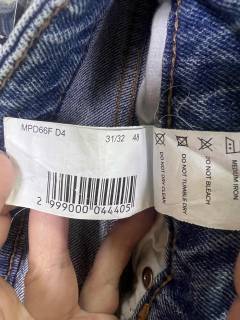 MPD66F D4
31/32 48
2 999000 044405
DO NOT DRY-CLEAN
DO NOT TUMBLE DRY
DO NOT BLEACH
MEDIUM IRON